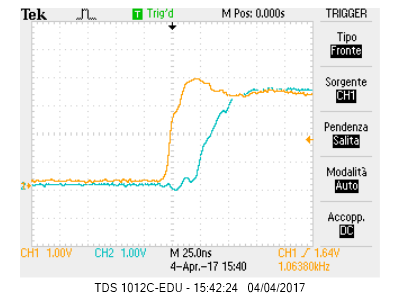 Tek T Trig'd M Pos: 0.000s TRIGGER
Tipo
Fronte
Sorgente
CH1
Pendenza
Salita
Modalità
Auto
Accopp.
DC
2
CH1 1.00V CH2 1.00V M 25.0ns CH1 1.64V
4-Apr.-17 15:40 1.06380kHz
TDS 1012C-EDU - 15:42:24 04/04/2017